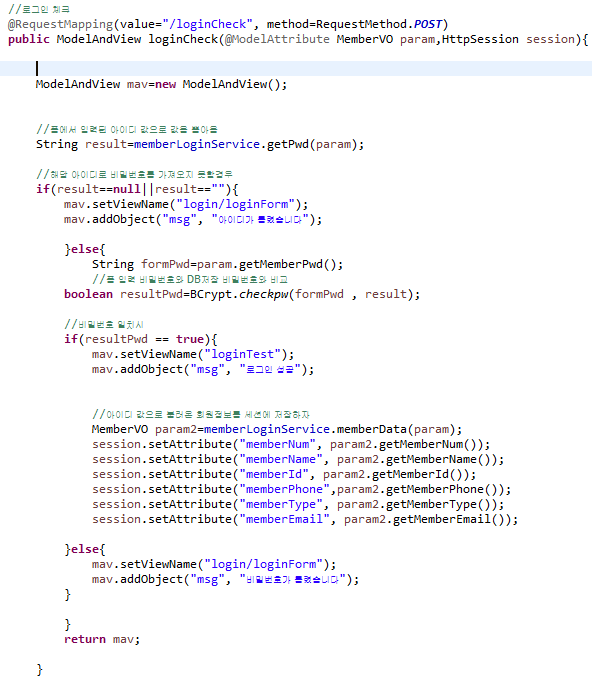 //로그인 체크
@RequestMapping(value="/loginCheck", method=RequestMethod.POST)
public ModelAndView loginCheck(@ModelAttribute MemberVO param,HttpSession session){
ModelAndView mav=new ModelAndView();
//폼에서 입력된 아이디 값으로 값을 뽑아옴
String result=memberLoginService.getPwd(param);
//해당 아이디로 비밀번호를 가져오지 못할경우
if(result==null||result==""){
mav.setViewName("login/loginForm");
mav.addObject("msg", "아이디가 틀렸습니다");
}else{
String formPwd=param.getMemberPwd();
//폼 입력 비밀번호와 DB저장 비밀번호와 비교
boolean resultPwd=BCrypt.checkpw(formPwd , result);
//비밀번호 일치시
if(resultPwd == true){
mav.setViewName("loginTest");
mav.addObject("msg", "로그인 성공");
//아이디 값으로 불러온 회원정보를 세션에 저장하자
MemberVO param2=memberLoginService.memberData(param);
session.setAttribute("memberNum", param2.getMemberNum());
session.setAttribute("memberName", param2.getMemberName());
session.setAttribute("memberId", param2.getMemberId());
session.setAttribute("memberPhone",param2.getMemberPhone());
session.setAttribute("memberType", param2.getMemberType());
session.setAttribute("memberEmail", param2.getMemberEmail());
}else{
mav.setViewName("login/loginForm");
mav.addObject("msg", "비밀번호가 틀렸습니다");
}
}
return mav;
}